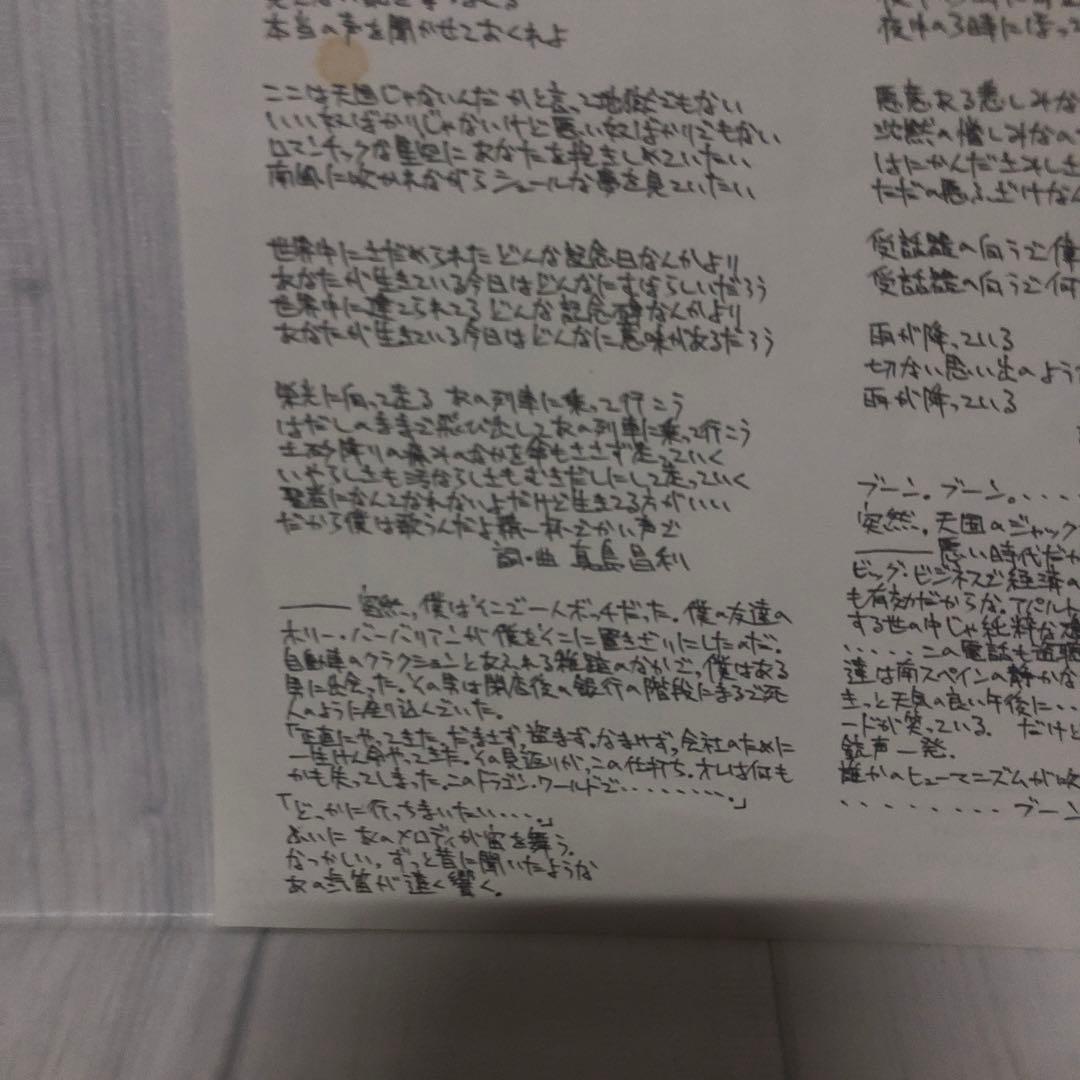 本当の声を聞かせておくれよ
ここは天国じゃないんだ かと言って地獄でもない
いい奴ばかりじゃないけど 悪い奴ばかりでもない
ロマンチックな星空に あなたを抱きしめていたい
南風に吹かれながら シュールな夢を見ていたい
世界中にさだめられた どんな記念日なんかより
あなたが生きている今日は どんなにすばらしいだろう
世界中に建てられてる どんな記念碑なんかより
あなたが生きている今日は どんなに意味があるだろう
栄光に向って走る あの列車に乗って行こう
はだしのままで飛び出して あの列車に乗って行こう
土砂降りの痛みのなかを 傘もささず走っていく
いやらしさも汚ならしさも むきだしにして走っていく
聖者になんてなれないよ だけど生きてる方がいい
だから僕は歌うんだよ 精一杯でかい声で
詞・曲 真島昌利
―――突然、僕はそこで一人ボッチだった。僕の友達の
ホリー・バーバリアンが僕をそこに置きざりにしたのだ。
自動車のクラクションとあふれる雑踏のなかで、僕はある
男に出会った。その男は閉店後の銀行の階段にまるで死
人のように座り込んでいた。
「正直にやってきた。だまさず、盗まず、なまけず、会社のために
一生けん命やってきた。その見返りが、この仕打ち。オレは何も
かも失ってしまった。このドラゴン・ワールドで・・・・・・・・。」
「どっかに行っちまいたい・・・・。」
ふいに あのメロディが宙を舞う。
なつかしい、ずっと昔に聞いたような
あの汽笛が遠く響く。
夜中の3時にぼって
悪意ある悲しみな
はにかんだ
ただの悪ふざけなん
受話器の向うで偉
受話器の向うで何
雨が降っている
切ない思い出のよう
雨が降っている
ブーン。ブーン。・・・・
突然、天国のジャック
―――悪い時代だ
ビッグ・ビジネスで経済の
も有効だからな。アパルト
する世の中じゃ純粋な
・・・・・この電話も盗聴
達は南スペインの静かな
きっと天気の良い午後に・・
ードが笑っている。だけど
銃声一発。
誰かのヒューマニズムが吹
・・・・・・・・・ブーン